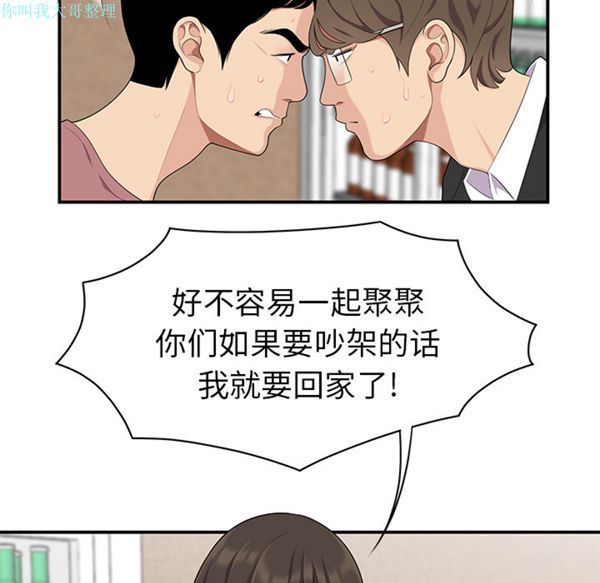 你叫我大哥整理
好不容易一起聚聚
你们如果要吵架的话
我就要回家了!